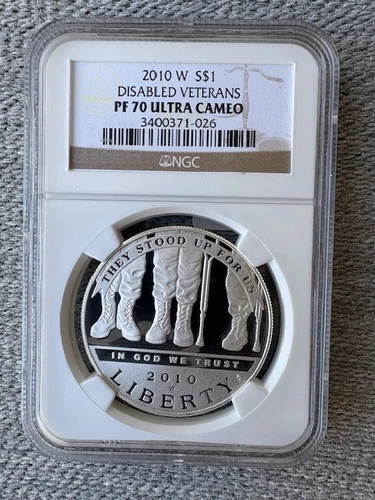 2010 W S$1
DISABLED VETERANS
PF 70 ULTRA CAMEO
3400371-026
NGC
THEY STOOD UP FOR US
IN GOD WE TRUST
2010
W
LIBERTY